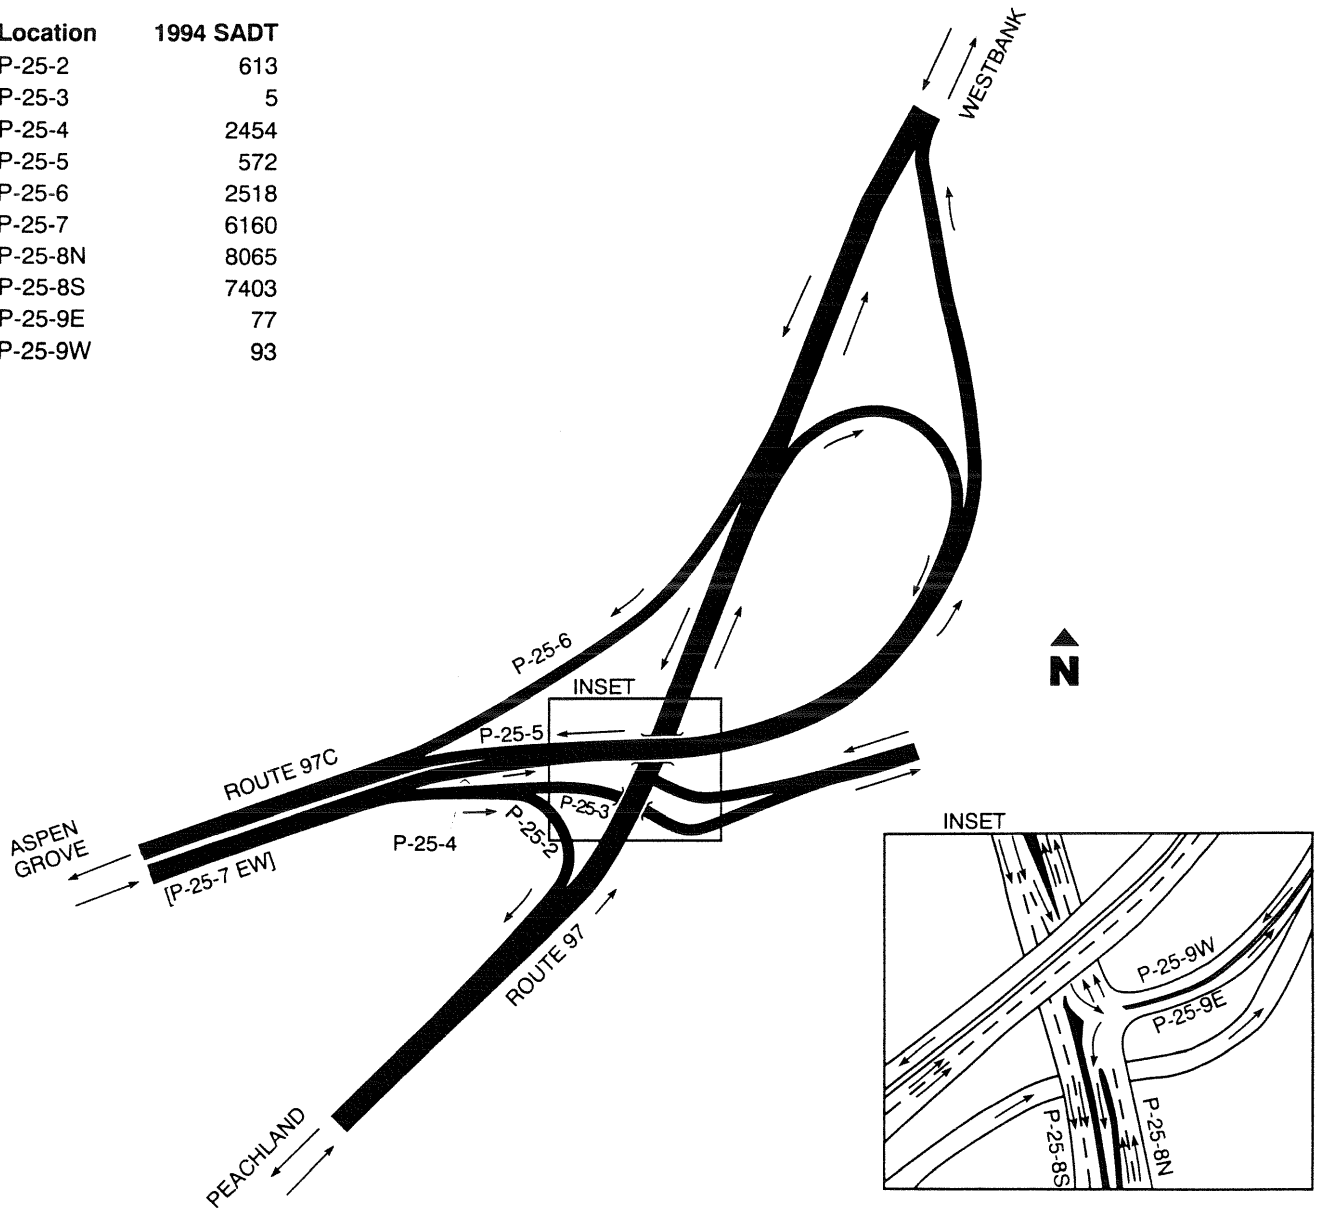 Location 1994 SADT
P-25-2 613
P-25-3 5
P-25-4 2454
P-25-5 572
P-25-6 2518
P-25-7 6160
P-25-8N 8065
P-25-8S 7403
P-25-9E 77
P-25-9W 93
WESTBANK
P-25-6
INSET
P-25-5
ROUTE 97C
P-25-3
P-25-2
P-25-4
ASPEN
GROVE
[P-25-7 EW]
ROUTE 97
PEACHLAND
N
INSET
P-25-9W
P-25-9E
P-25-8S
P-25-8N